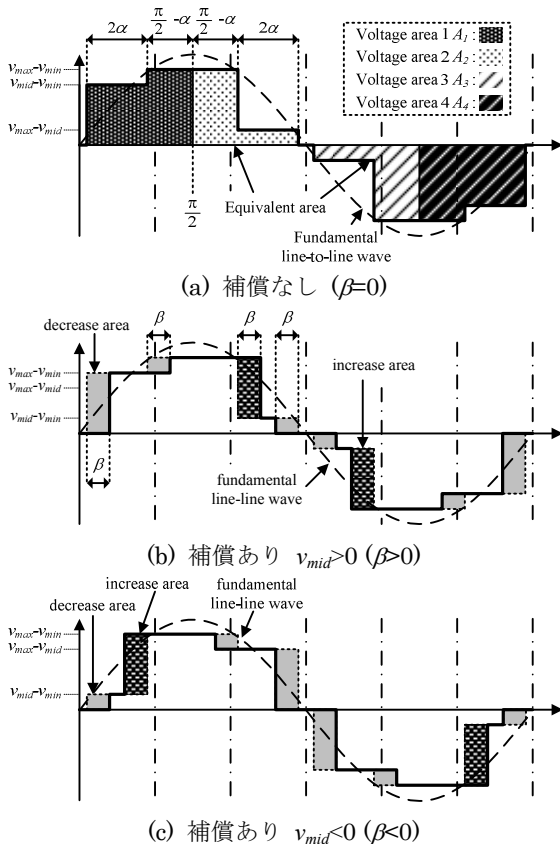 2α
π/2 -α
π/2 -α
2α
Voltage area 1 A1 :
Voltage area 2 A2 :
Voltage area 3 A3 :
Voltage area 4 A4 :
vmax-vmin
vmid-vmin
vmax-vmid
π/2
Equivalent area
Fundamental
line-to-line wave
(a) 補償なし (β=0)
decrease area
β
β
β
increase area
vmax-vmin
vmax-vmid
vmid-vmin
β
fundamental
line-line wave
(b) 補償あり vmid>0 (β>0)
increase area
decrease area
fundamental
line-line wave
vmax-vmin
vmax-vmid
vmid-vmin
(c) 補償あり vmid<0 (β<0)